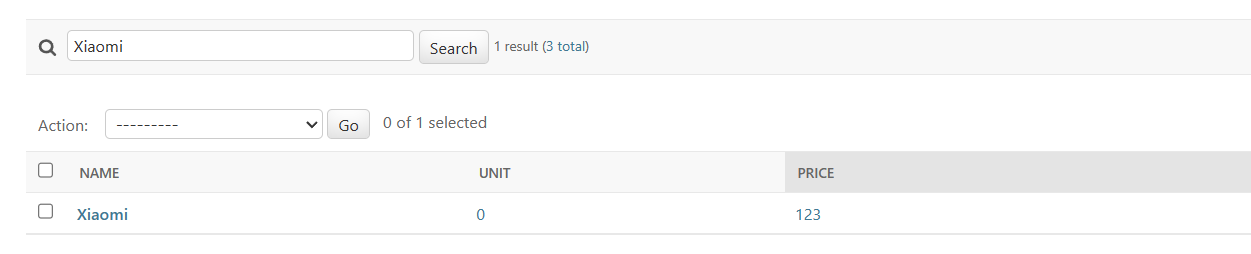 Xiaomi Search 1 result (3 total)
Action: --------- Go 0 of 1 selected
NAME UNIT PRICE
Xiaomi 0 123